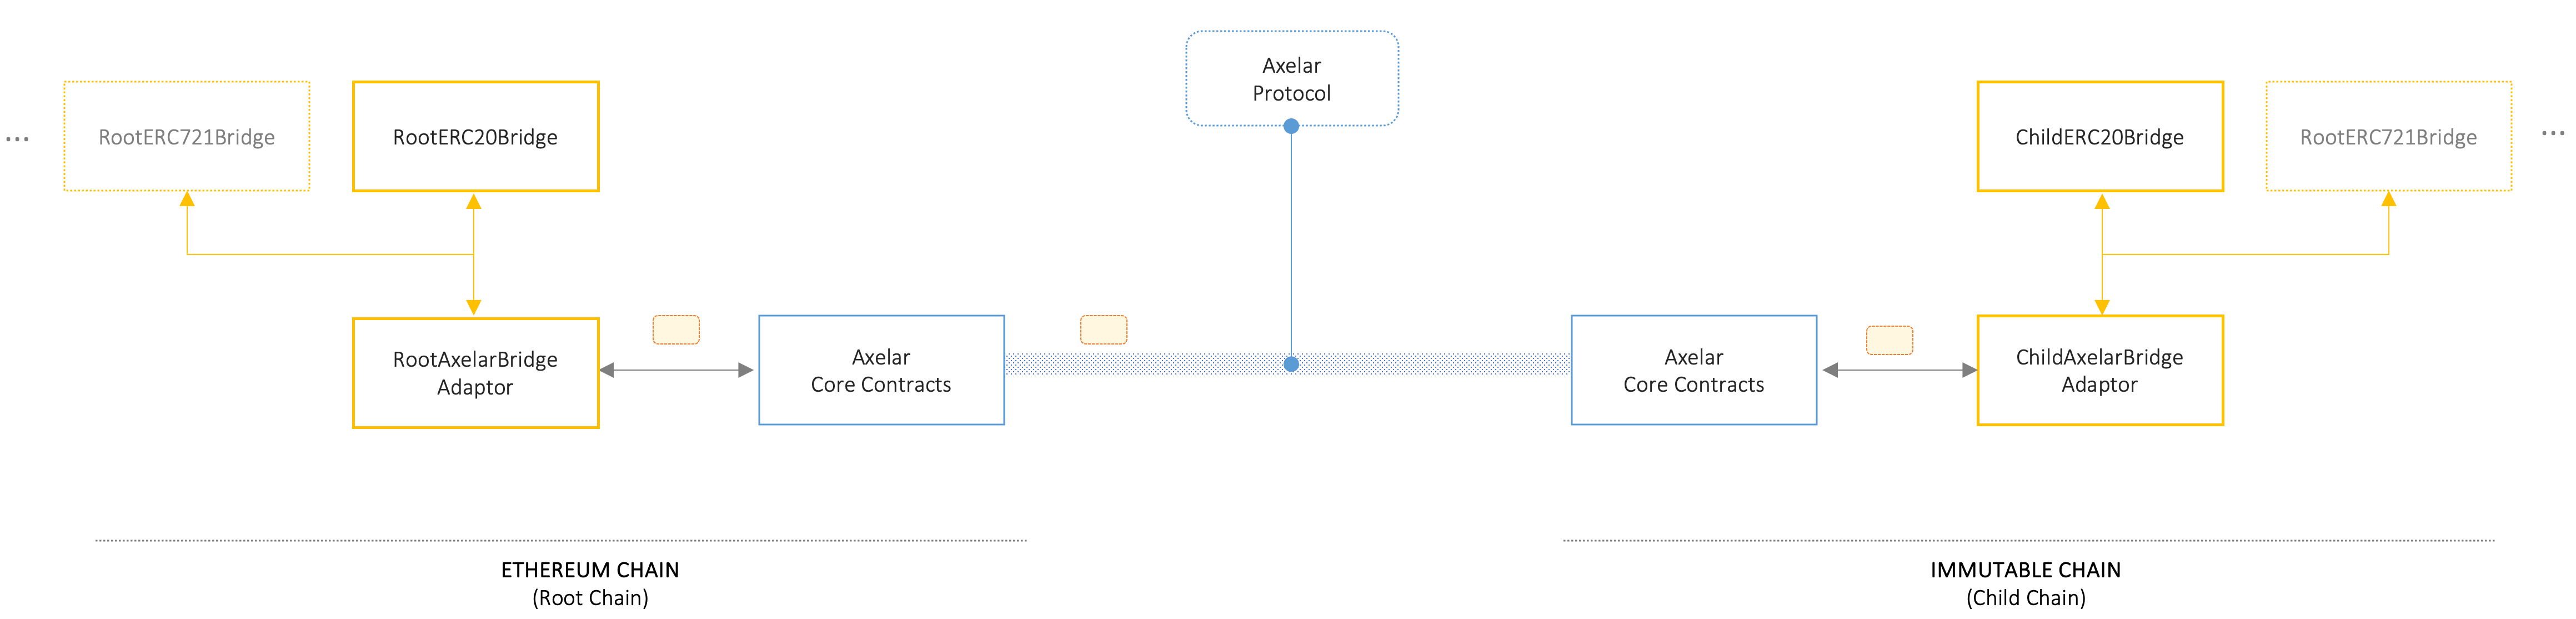 Axelar
Protocol
...
RootERC721Bridge
RootERC20Bridge
ChildERC20Bridge
RootERC721Bridge
...
RootAxelarBridge
Adaptor
Axelar
Core Contracts
Axelar
Core Contracts
ChildAxelarBridge
Adaptor
ETHEREUM CHAIN
(Root Chain)
IMMUTABLE CHAIN
(Child Chain)